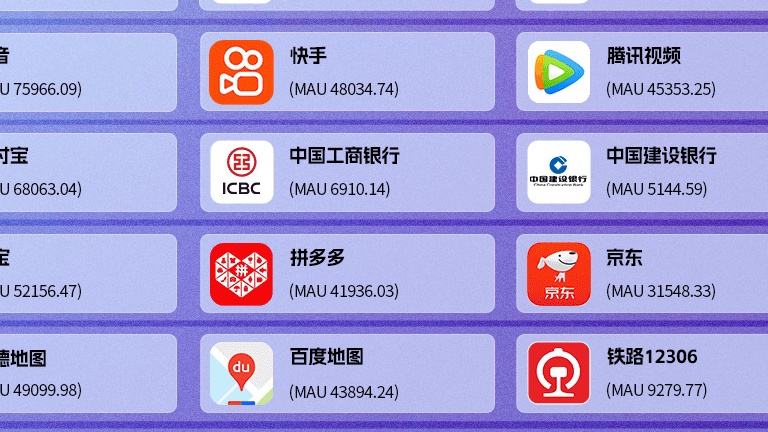 音
快手
腾讯视频
U 75966.09)
(MAU 48034.74)
(MAU 45353.25)
付宝
中国工商银行
中国建设银行
ICBC
中国建设银行
China Construction Bank
U 68063.04)
(MAU 6910.14)
(MAU 5144.59)
宝
拼多多
京东
拼
京东
U 52156.47)
(MAU 41936.03)
(MAU 31548.33)
德地图
百度地图
铁路12306
du
U 49099.98)
(MAU 43894.24)
(MAU 9279.77)